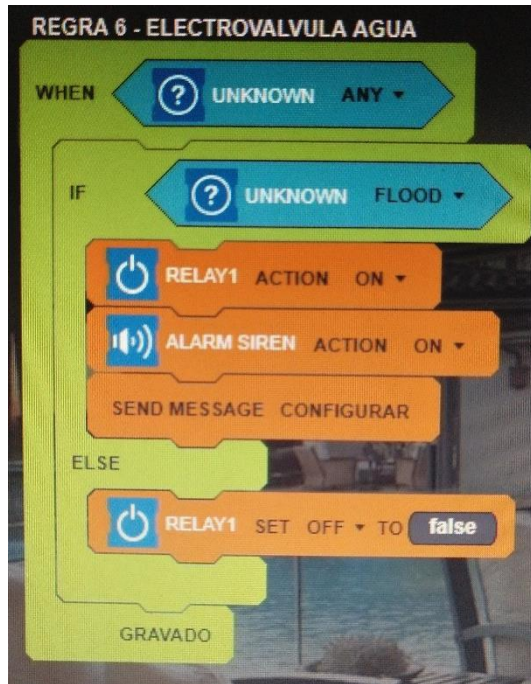 REGRA 6 - ELECTROVALVULA AGUA
WHEN UNKNOWN ANY
IF UNKNOWN FLOOD
RELAY1 ACTION ON
ALARM SIREN ACTION ON
SEND MESSAGE CONFIGURAR
ELSE
RELAY1 SET OFF TO false
GRAVADO